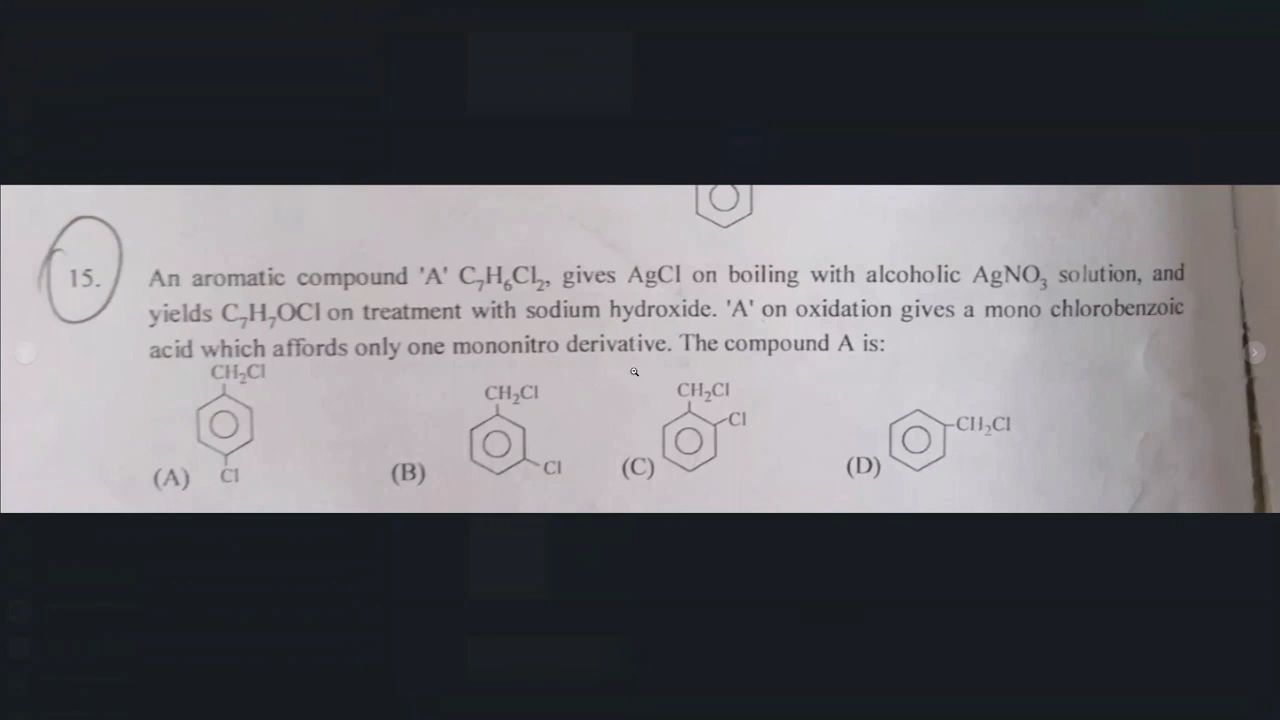 15. An aromatic compound 'A' C₇H₆Cl₂, gives AgCl on boiling with alcoholic AgNO₃ solution, and
yields C₇H₇OCl on treatment with sodium hydroxide. 'A' on oxidation gives a mono chlorobenzoic
acid which affords only one mononitro derivative. The compound A is:
(A) CH₂Cl Cl
(B) CH₂Cl Cl
(C) CH₂Cl Cl
(D) CH₂Cl